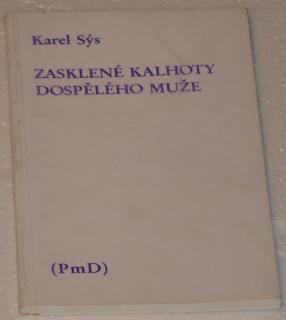 Karel Sýs
ZASKLENÉ KALHOTY
DOSPĚLÉHO MUŽE
(PmD)